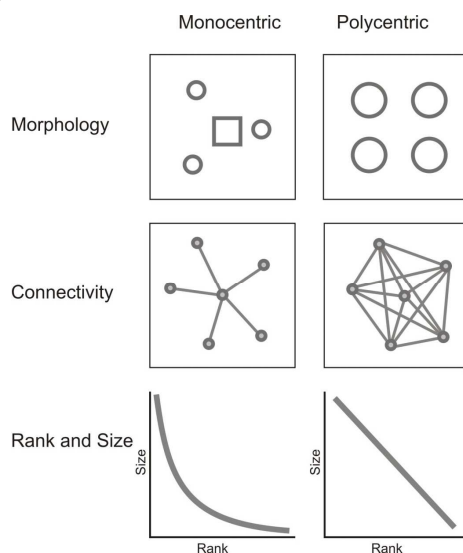 Monocentric Polycentric
Morphology
Connectivity
Rank and Size
Size
Rank
Size
Rank